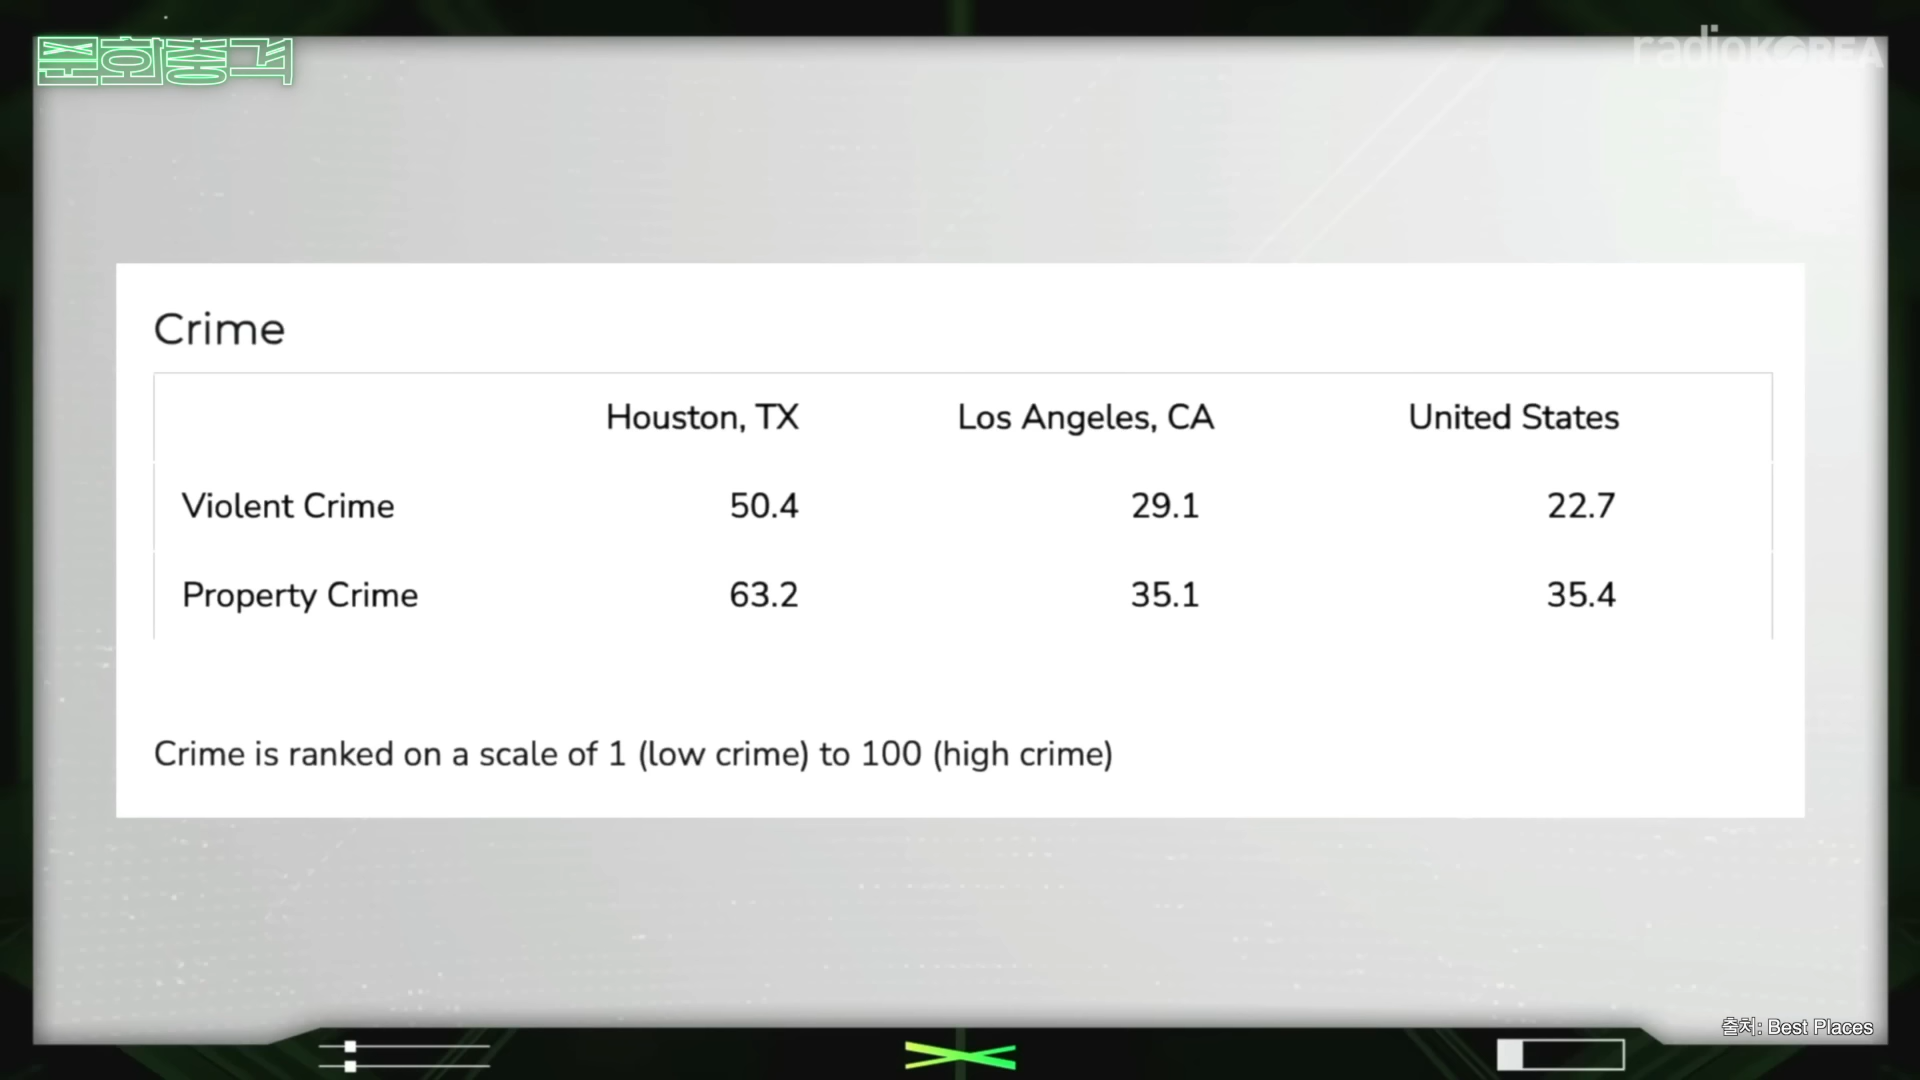 문화충격
radioKOREA
Crime
Houston, TX Los Angeles, CA United States
Violent Crime 50.4 29.1 22.7
Property Crime 63.2 35.1 35.4
Crime is ranked on a scale of 1 (low crime) to 100 (high crime)
출처: Best Places